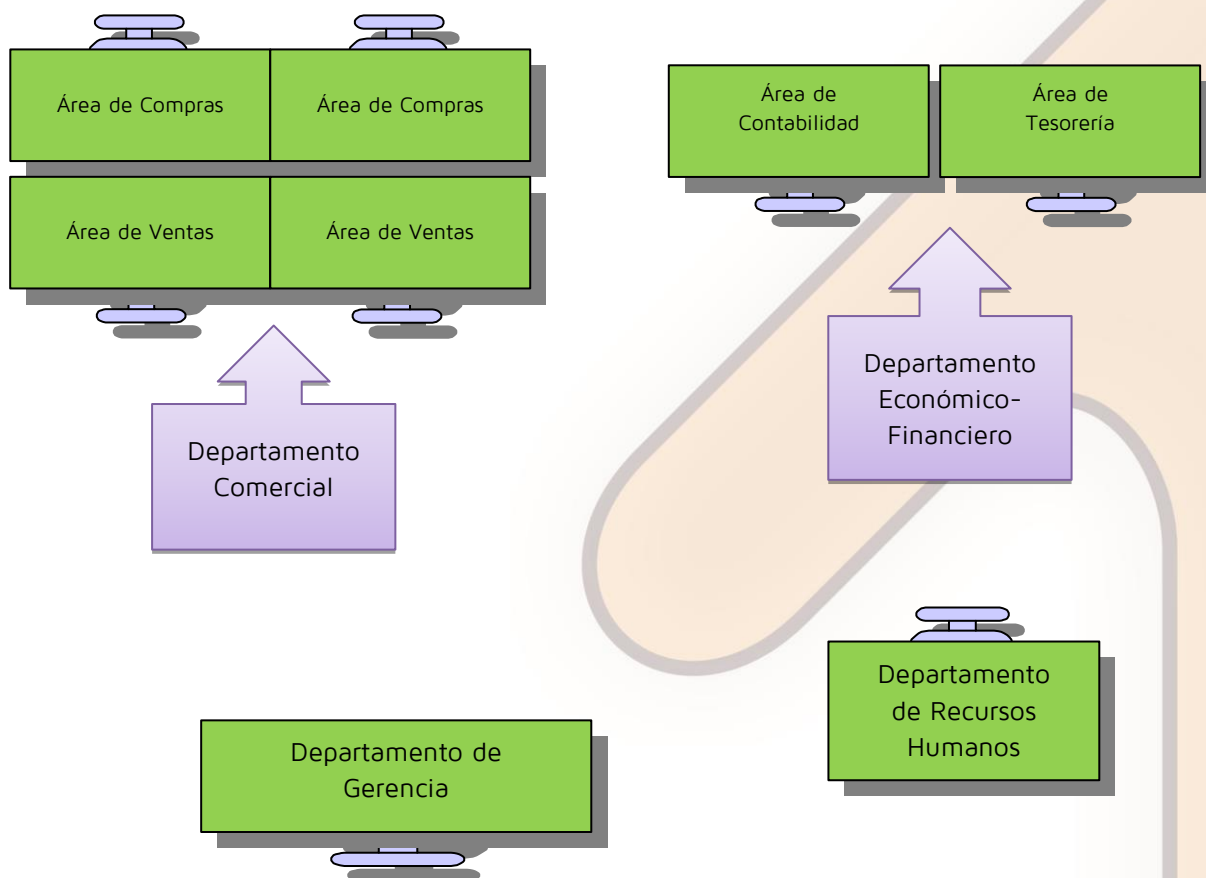 Área de Compras
Área de Compras
Área de Ventas
Área de Ventas
Departamento
Comercial
Área de
Contabilidad
Área de
Tesorería
Departamento
Económico-
Financiero
Departamento
de Recursos
Humanos
Departamento de
Gerencia